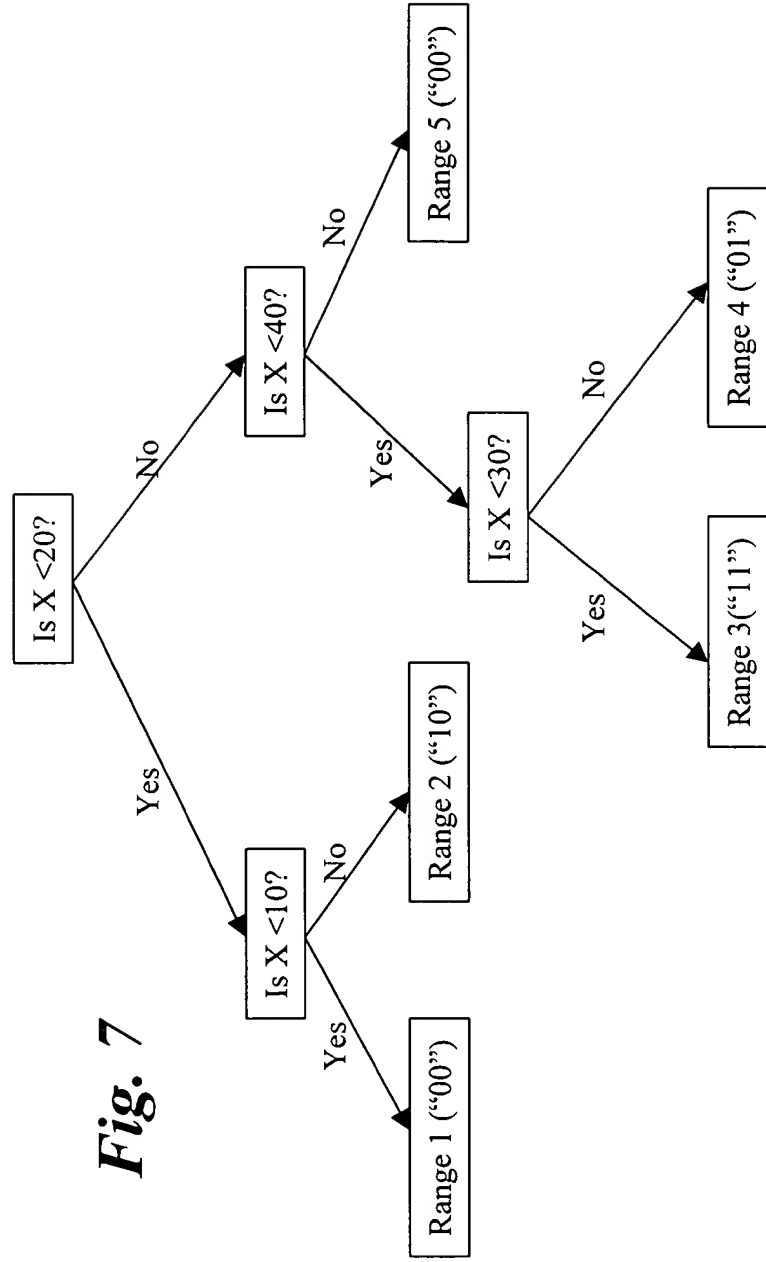 Fig. 7
Is X <20?
Yes
No
Is X <10?
Is X <40?
Yes
No
Yes
No
Range 1 (“00”)
Range 2 (“10”)
Is X <30?
Range 5 (“00”)
Yes
No
Range 3(“11”)
Range 4 (“01”)